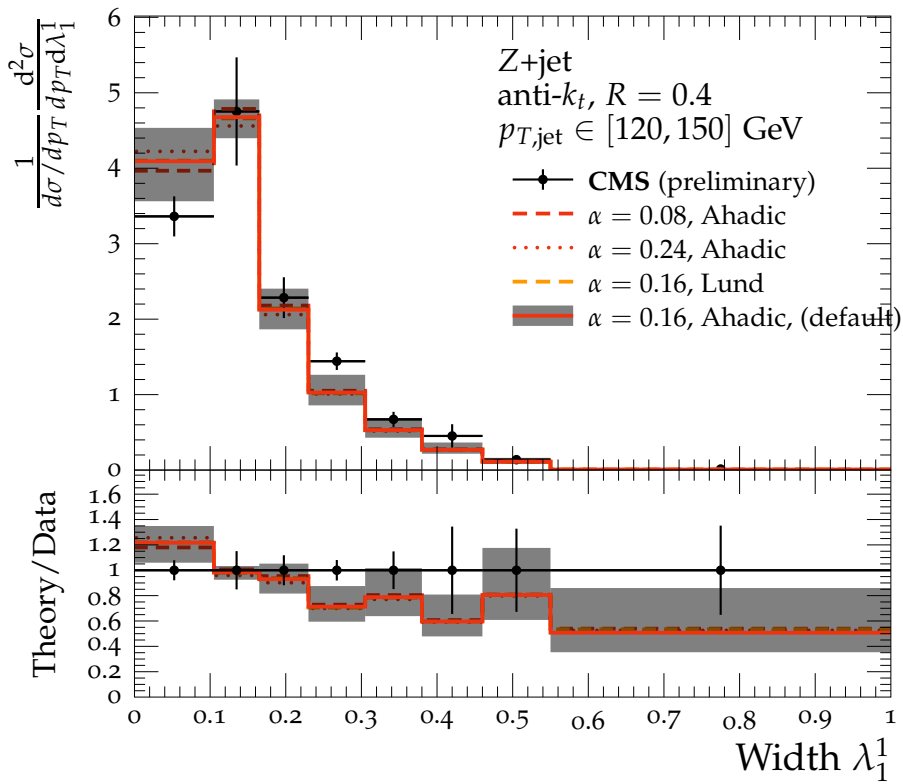 1/(dσ/dp_T) d²σ/(dp_T dλ¹₁)
6
5
4
3
2
1
0
Z+jet
anti-k_t, R = 0.4
p_T,jet ∈ [120, 150] GeV
CMS (preliminary)
α = 0.08, Ahadic
α = 0.24, Ahadic
α = 0.16, Lund
α = 0.16, Ahadic, (default)
Theory/Data
1.6
1.4
1.2
1
0.8
0.6
0.4
0.2
0
0 0.1 0.2 0.3 0.4 0.5 0.6 0.7 0.8 0.9 1
Width λ¹₁